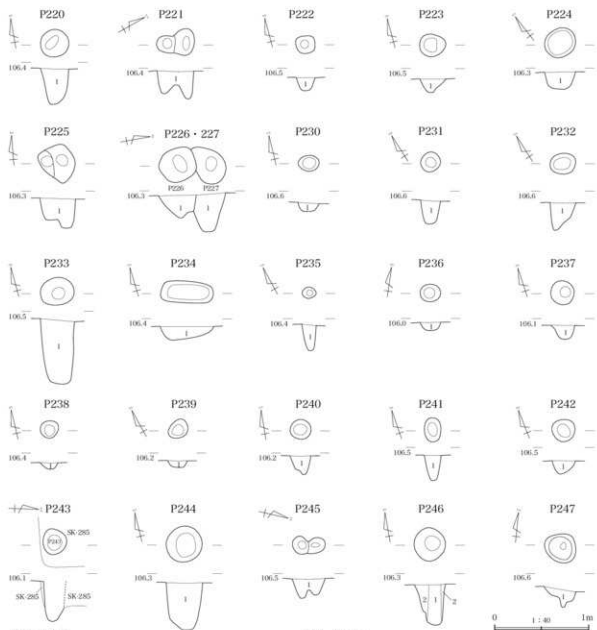 P220 P221 P222 P223 P224
106.4 1 106.4 1 106.5 1 106.5 1 106.3 1
P225 P226・227 P230 P231 P232
P226 P227
106.3 1 106.3 1 1 106.6 1 106.6 1 106.6 1
P233 P234 P235 P236 P237
106.5 1 106.4 1 106.4 1 106.0 1 106.1 1
P238 P239 P240 P241 P242
106.4 1 106.2 1 106.2 1 106.5 1 106.5 1
P243 P244 P245 P246 P247
SK-285
106.1 106.3 1 106.5 1 106.3 2 1 2 106.6 1
SK-285 SK-285
0 1:40 1m